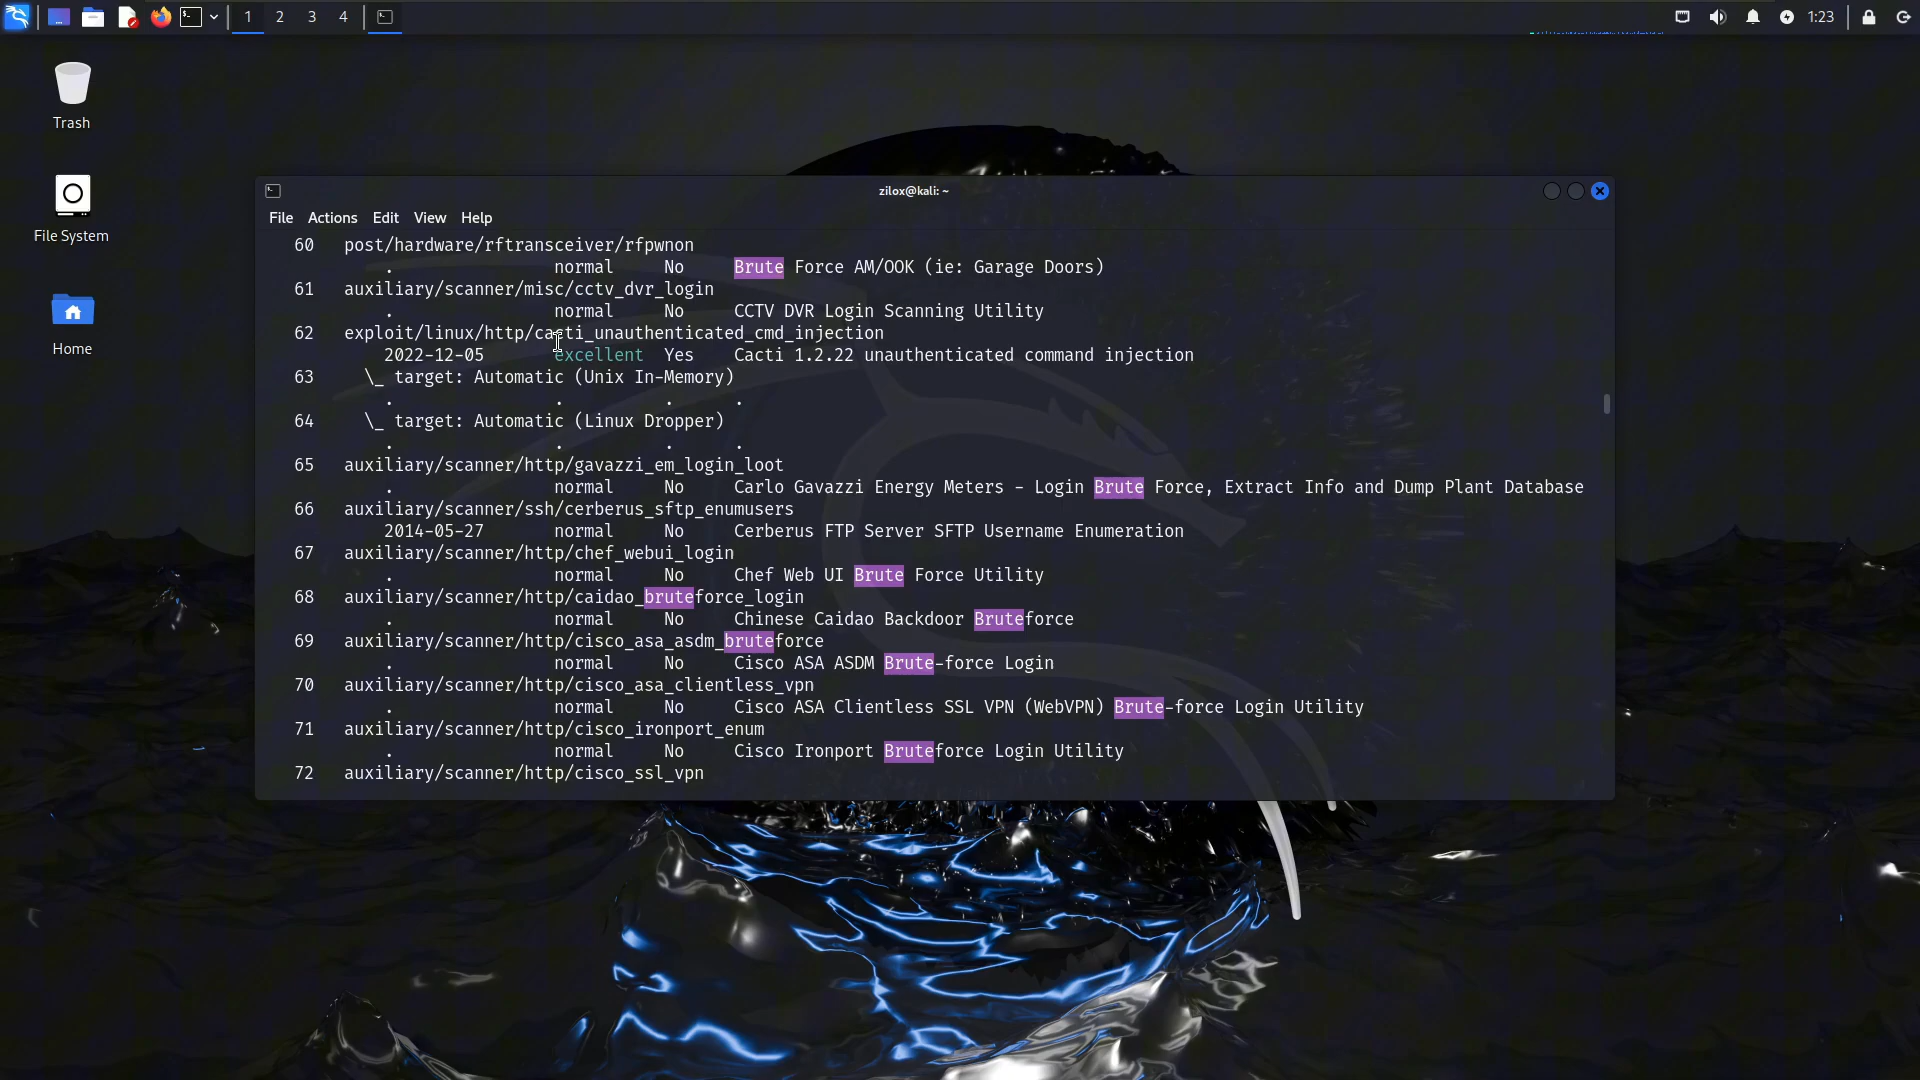 1 2 3 4 1:23
Trash
File System
Home
zilox@kali: ~
File Actions Edit View Help
60 post/hardware/rftransceiver/rfpwnon
. normal No Brute Force AM/OOK (ie: Garage Doors)
61 auxiliary/scanner/misc/cctv_dvr_login
. normal No CCTV DVR Login Scanning Utility
62 exploit/linux/http/cacti_unauthenticated_cmd_injection
2022-12-05 excellent Yes Cacti 1.2.22 unauthenticated command injection
63 \_ target: Automatic (Unix In-Memory)
. . . .
64 \_ target: Automatic (Linux Dropper)
. . . .
65 auxiliary/scanner/http/gavazzi_em_login_loot
. normal No Carlo Gavazzi Energy Meters - Login Brute Force, Extract Info and Dump Plant Database
66 auxiliary/scanner/ssh/cerberus_sftp_enumusers
2014-05-27 normal No Cerberus FTP Server SFTP Username Enumeration
67 auxiliary/scanner/http/chef_webui_login
. normal No Chef Web UI Brute Force Utility
68 auxiliary/scanner/http/caidao_bruteforce_login
. normal No Chinese Caidao Backdoor Bruteforce
69 auxiliary/scanner/http/cisco_asa_asdm_bruteforce
. normal No Cisco ASA ASDM Brute-force Login
70 auxiliary/scanner/http/cisco_asa_clientless_vpn
. normal No Cisco ASA Clientless SSL VPN (WebVPN) Brute-force Login Utility
71 auxiliary/scanner/http/cisco_ironport_enum
. normal No Cisco Ironport Bruteforce Login Utility
72 auxiliary/scanner/http/cisco_ssl_vpn